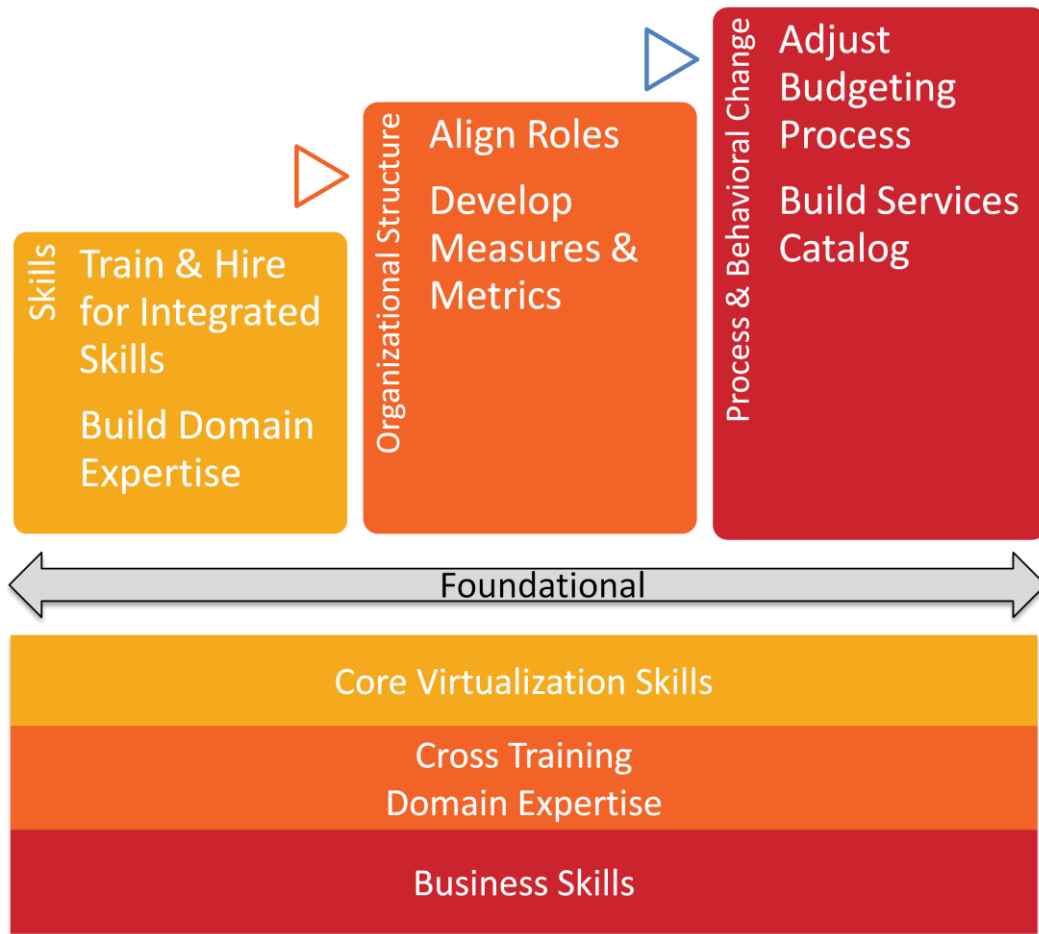 Skills
Train & Hire
for Integrated
Skills
Build Domain
Expertise
Organizational Structure
Align Roles
Develop
Measures &
Metrics
Process & Behavioral Change
Adjust
Budgeting
Process
Build Services
Catalog
Foundational
Core Virtualization Skills
Cross Training
Domain Expertise
Business Skills